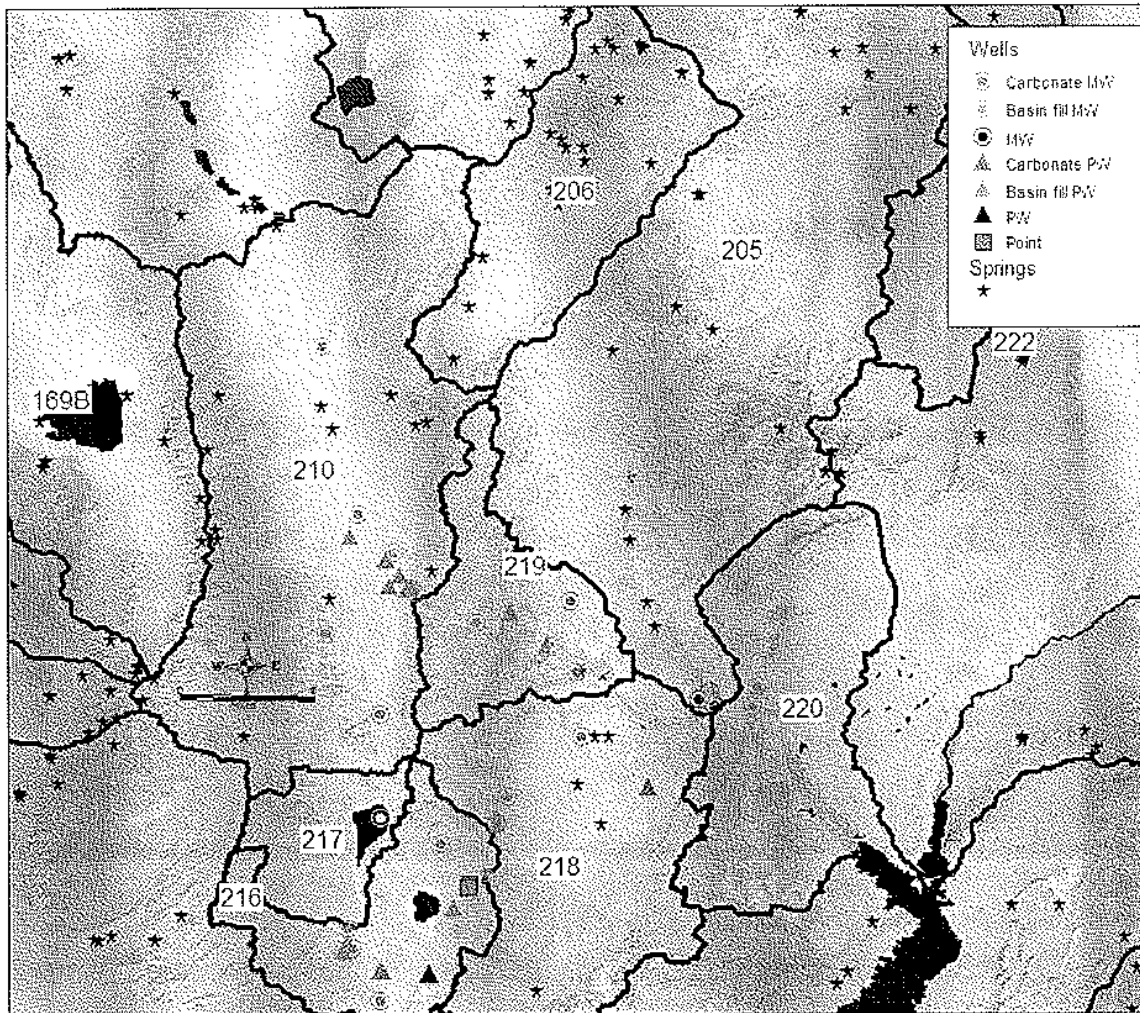 Wells
Carbonate MW
Basin fill MW
MW
Carbonate PW
Basin fill PW
PW
Point
Springs
206
205
222
169B
210
219
W E
220
217
218
216